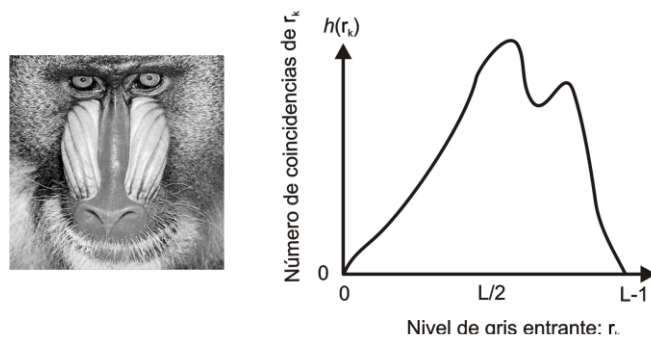 h(rₖ)
Número de coincidencias de rₖ
0
0 L/2 L-1
Nivel de gris entrante: rₖ